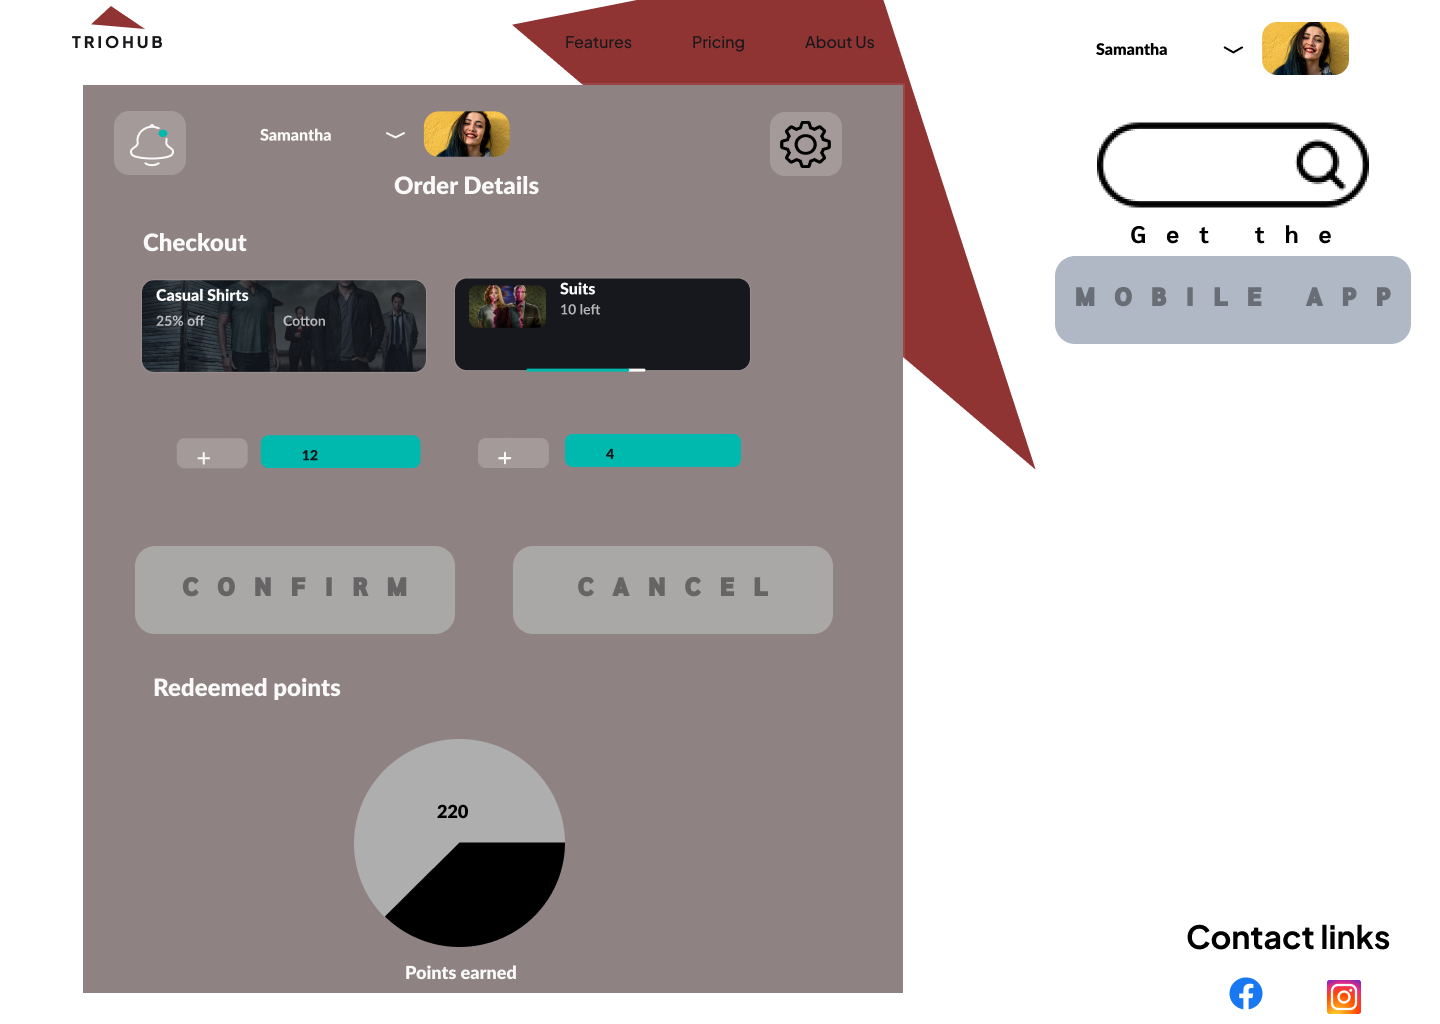 TRIOHUB
Features Pricing About Us
Samantha
Samantha
Order Details
Checkout
Casual Shirts
25% off Cotton
Suits
10 left
+ 12 + 4
CONFIRM CANCEL
Redeemed points
220
Points earned
Get the
MOBILE APP
Contact links